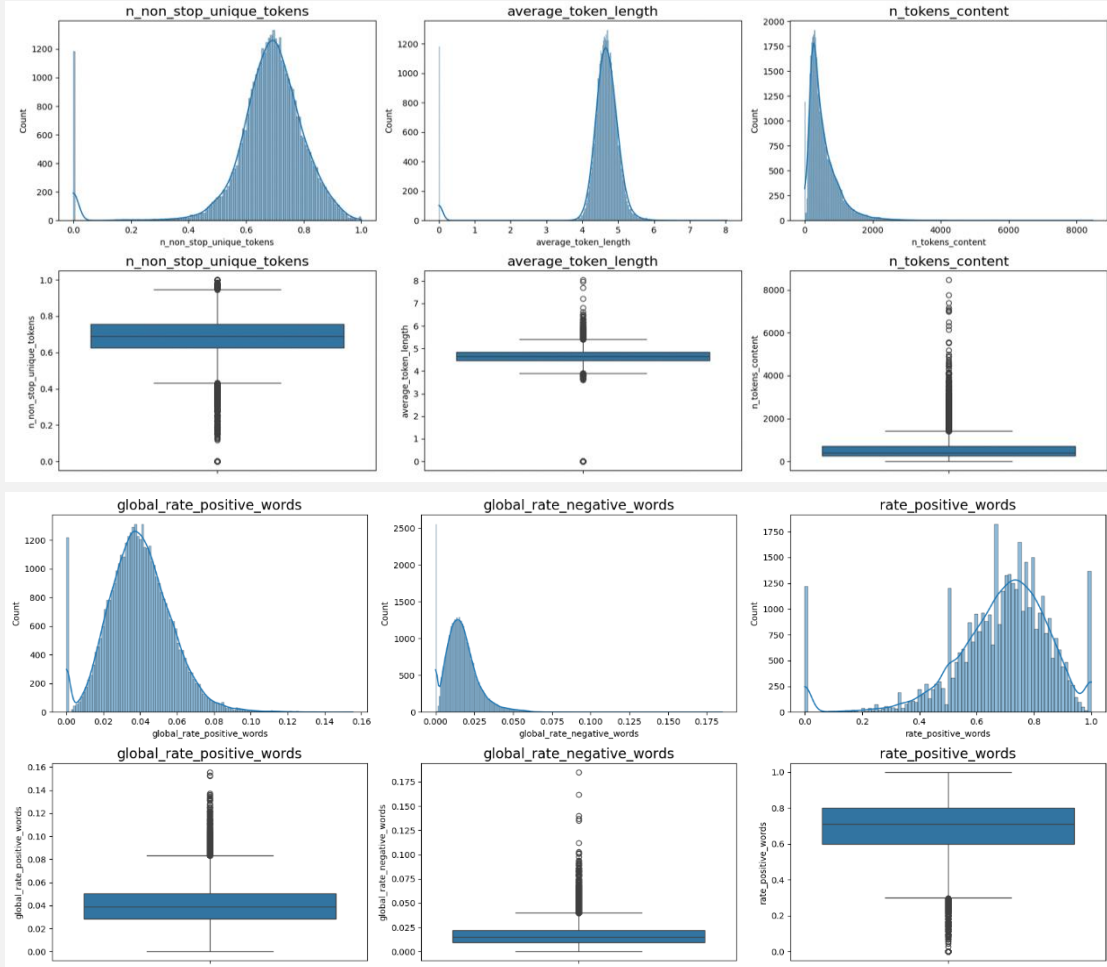 n_non_stop_unique_tokens
average_token_length
n_tokens_content
1200
1000
800
600
400
200
0
Count
0.0 0.2 0.4 0.6 0.8 1.0
n_non_stop_unique_tokens
1200
1000
800
600
400
200
0
Count
0 1 2 3 4 5 6 7 8
average_token_length
2000
1750
1500
1250
1000
750
500
250
0
Count
0 2000 4000 6000 8000
n_tokens_content
n_non_stop_unique_tokens
average_token_length
n_tokens_content
1.0
0.8
0.6
0.4
0.2
0.0
n_non_stop_unique_tokens
8
7
6
5
4
3
2
1
0
average_token_length
8000
6000
4000
2000
0
n_tokens_content
global_rate_positive_words
global_rate_negative_words
rate_positive_words
1200
1000
800
600
400
200
0
Count
0.00 0.02 0.04 0.06 0.08 0.10 0.12 0.14 0.16
global_rate_positive_words
2500
2000
1500
1000
500
0
Count
0.000 0.025 0.050 0.075 0.100 0.125 0.150 0.175
global_rate_negative_words
1750
1500
1250
1000
750
500
250
0
Count
0.0 0.2 0.4 0.6 0.8 1.0
rate_positive_words
global_rate_positive_words
global_rate_negative_words
rate_positive_words
0.16
0.14
0.12
0.10
0.08
0.06
0.04
0.02
0.00
global_rate_positive_words
0.175
0.150
0.125
0.100
0.075
0.050
0.025
0.000
global_rate_negative_words
1.0
0.8
0.6
0.4
0.2
0.0
rate_positive_words